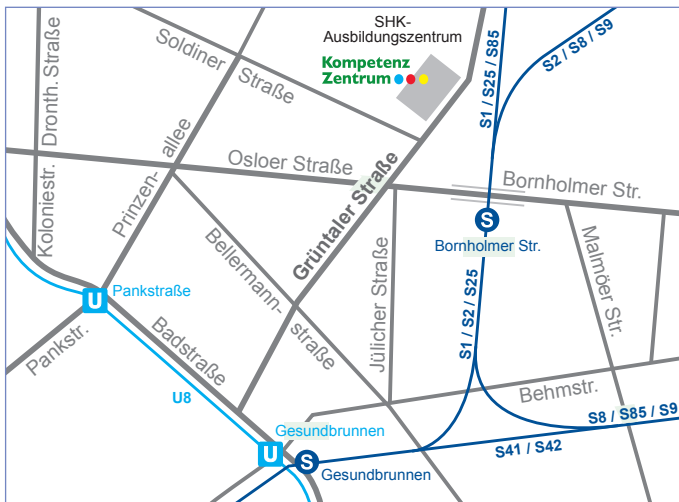 SHK-
Ausbildungszentrum
Kompetenz
Zentrum
S1 / S25 / S85
S2 / S8 / S9
Soldiner
Straße
Dronth. Straße
Koloniestr.
Prinzen-
allee
Osloer Straße
Grüntaler Straße
Bornholmer Str.
S
Bornholmer Str.
Malmöer Str.
Bellermann-
straße
Jülicher Straße
S1 / S2 / S25
U
Pankstraße
Pankstr.
Badstraße
U8
Behmstr.
S8 / S85 / S9
S41 / S42
Gesundbrunnen
U
S
Gesundbrunnen